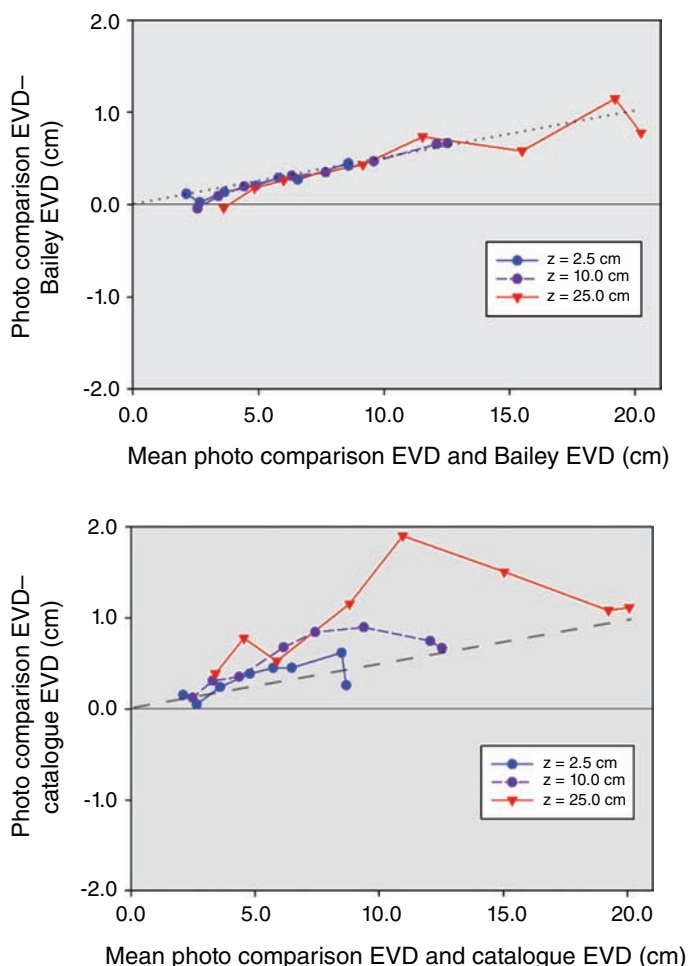 2.0
1.0
0.0
-1.0
-2.0
Photo comparison EVD–
Bailey EVD (cm)
z = 2.5 cm
z = 10.0 cm
z = 25.0 cm
0.0 5.0 10.0 15.0 20.0
Mean photo comparison EVD and Bailey EVD (cm)
2.0
1.0
0.0
-1.0
-2.0
Photo comparison EVD–
catalogue EVD (cm)
z = 2.5 cm
z = 10.0 cm
z = 25.0 cm
0.0 5.0 10.0 15.0 20.0
Mean photo comparison EVD and catalogue EVD (cm)